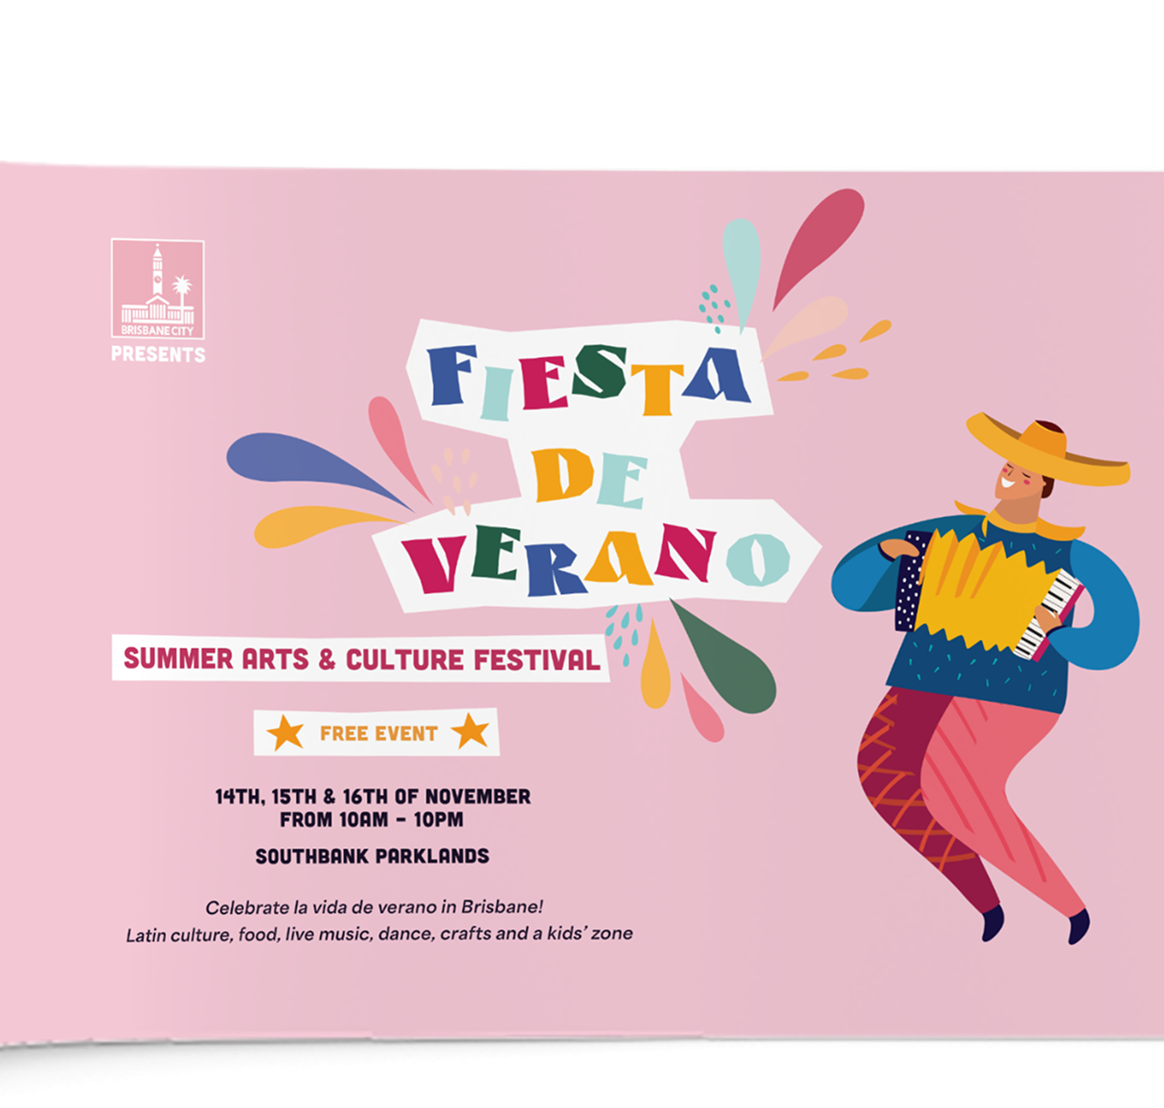 BRISBANE CITY
PRESENTS
FIESTA
DE
VERANO
SUMMER ARTS & CULTURE FESTIVAL
FREE EVENT
14TH, 15TH & 16TH OF NOVEMBER
FROM 10AM – 10PM
SOUTHBANK PARKLANDS
Celebrate la vida de verano in Brisbane!
Latin culture, food, live music, dance, crafts and a kids' zone